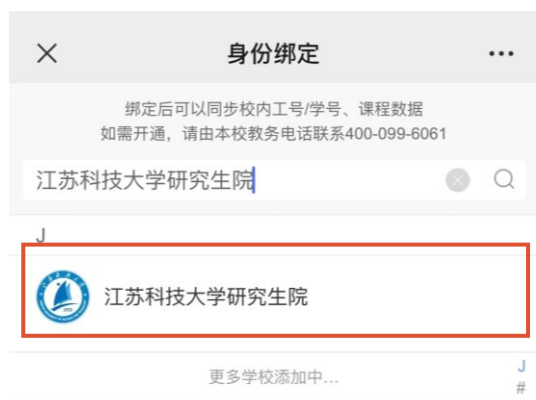 身份绑定
绑定后可以同步校内工号/学号、课程数据
如需开通，请由本校教务电话联系400-099-6061
江苏科技大学研究生院
J
江苏科技大学研究生院
更多学校添加中...
J
#